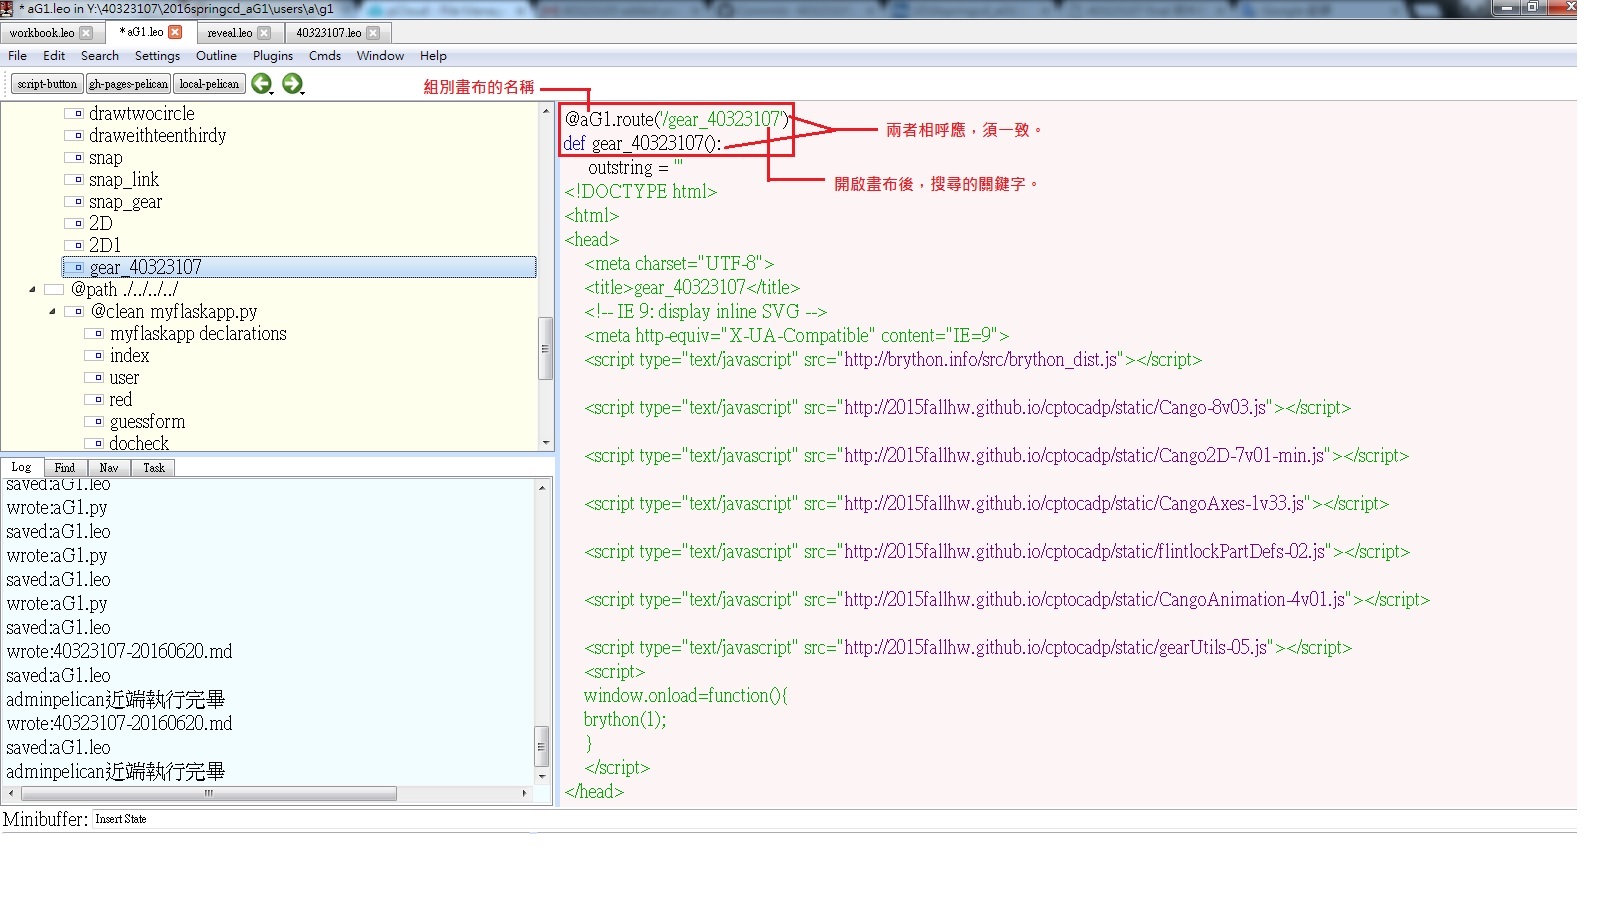 * aG1.leo in Y:\40323107\2016springcd_aG1\users\a\g1
workbook.leo
* aG1.leo
reveal.leo
40323107.leo
File Edit Search Settings Outline Plugins Cmds Window Help
script-button gh-pages-pelican local-pelican
組別畫布的名稱
drawtwocircle
draweithteenthirdy
snap
snap_link
snap_gear
2D
2D1
gear_40323107
@path ./../../../
@clean myflaskapp.py
myflaskapp declarations
index
user
red
guessform
docheck
Log Find Nav Task
saved:aG1.leo
wrote:aG1.py
saved:aG1.leo
wrote:aG1.py
saved:aG1.leo
wrote:aG1.py
saved:aG1.leo
wrote:40323107-20160620.md
saved:aG1.leo
adminpelican近端執行完畢
wrote:40323107-20160620.md
saved:aG1.leo
adminpelican近端執行完畢
@aG1.route('/gear_40323107')
def gear_40323107():
兩者相呼應，須一致。
outstring = '''
開啟畫布後，搜尋的關鍵字。
<!DOCTYPE html>
<html>
<head>
<meta charset="UTF-8">
<title>gear_40323107</title>
<!-- IE 9: display inline SVG -->
<meta http-equiv="X-UA-Compatible" content="IE=9">
<script type="text/javascript" src="http://brython.info/src/brython_dist.js"></script>
<script type="text/javascript" src="http://2015fallhw.github.io/cptocadp/static/Cango-8v03.js"></script>
<script type="text/javascript" src="http://2015fallhw.github.io/cptocadp/static/Cango2D-7v01-min.js"></script>
<script type="text/javascript" src="http://2015fallhw.github.io/cptocadp/static/CangoAxes-1v33.js"></script>
<script type="text/javascript" src="http://2015fallhw.github.io/cptocadp/static/flintlockPartDefs-02.js"></script>
<script type="text/javascript" src="http://2015fallhw.github.io/cptocadp/static/CangoAnimation-4v01.js"></script>
<script type="text/javascript" src="http://2015fallhw.github.io/cptocadp/static/gearUtils-05.js"></script>
<script>
window.onload=function(){
brython(1);
}
</script>
</head>
Minibuffer: Insert State